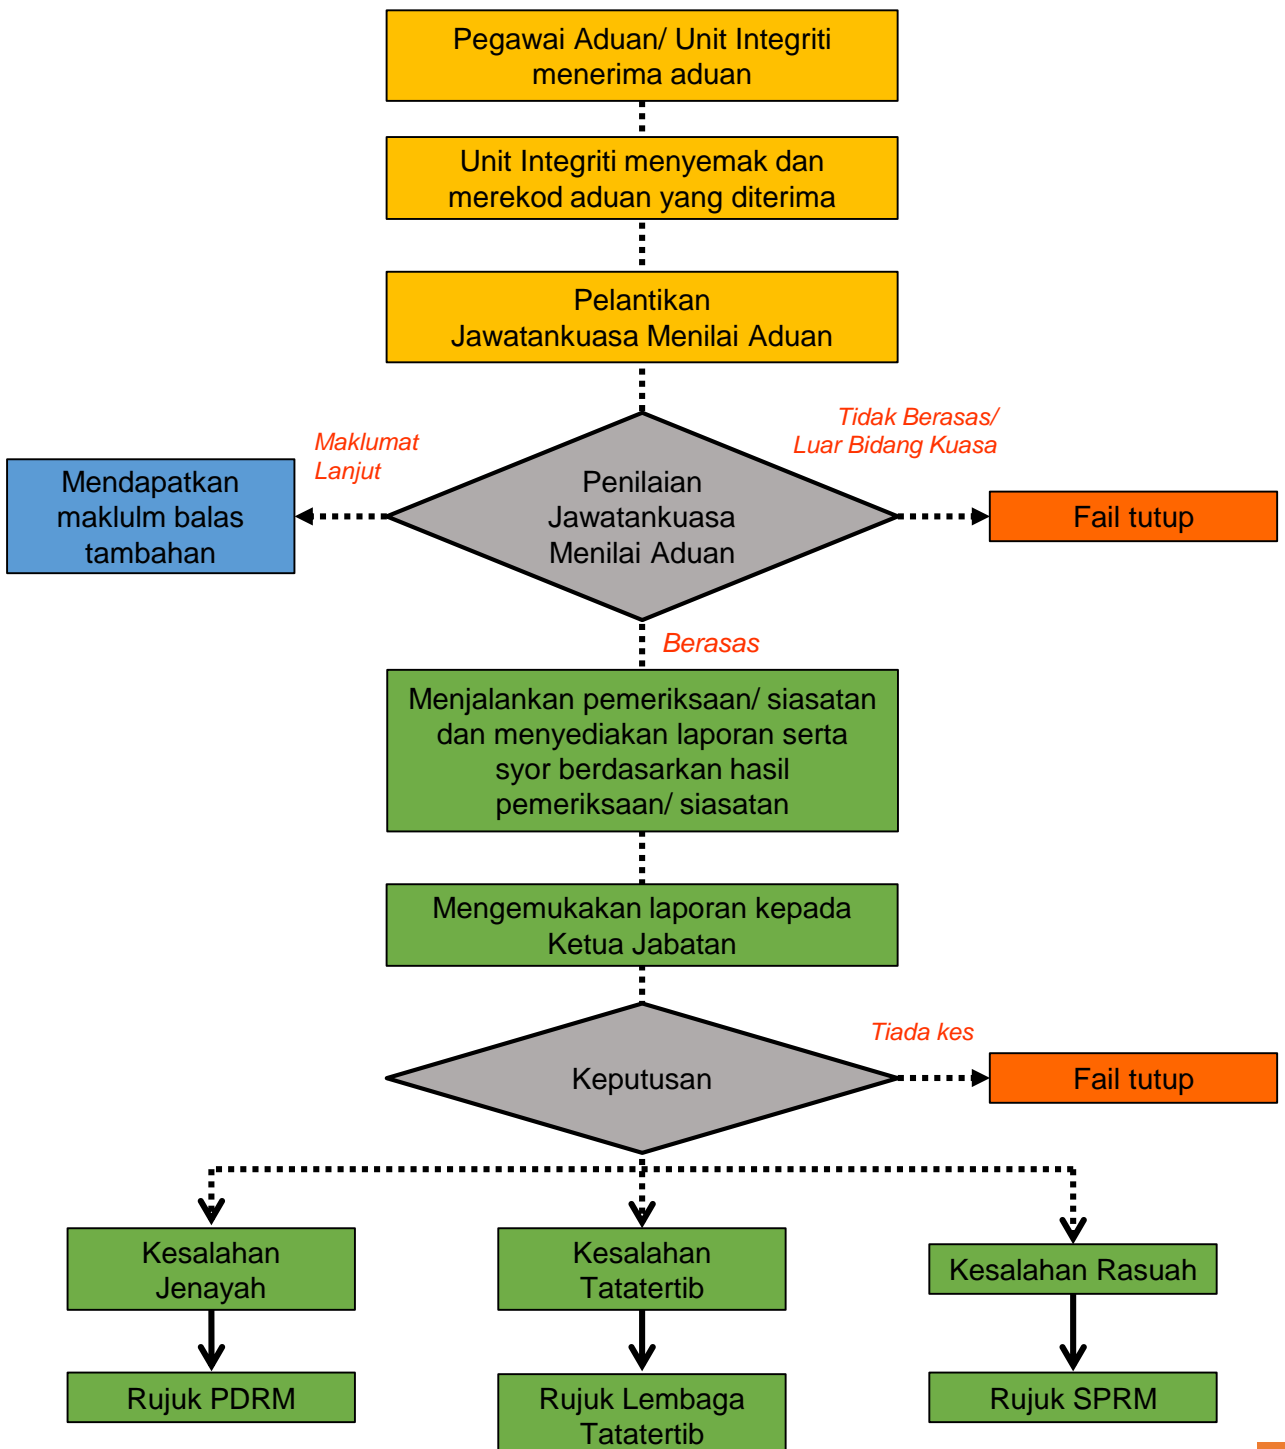 Pegawai Aduan/ Unit Integriti
menerima aduan
Unit Integriti menyemak dan
merekod aduan yang diterima
Pelantikan
Jawatankuasa Menilai Aduan
Tidak Berasas/
Luar Bidang Kuasa
Maklumat
Lanjut
Mendapatkan
maklulm balas
tambahan
Penilaian
Jawatankuasa
Menilai Aduan
Fail tutup
Berasas
Menjalankan pemeriksaan/ siasatan
dan menyediakan laporan serta
syor berdasarkan hasil
pemeriksaan/ siasatan
Mengemukakan laporan kepada
Ketua Jabatan
Tiada kes
Keputusan
Fail tutup
Kesalahan
Jenayah
Kesalahan
Tatatertib
Kesalahan Rasuah
Rujuk PDRM
Rujuk Lembaga
Tatatertib
Rujuk SPRM